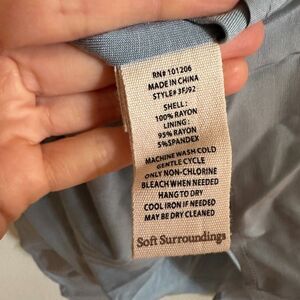 RN# 101206
MADE IN CHINA
STYLE# 3FJ92
SHELL:
100% RAYON
LINING:
95% RAYON
5%SPANDEX
MACHINE WASH COLD
GENTLE CYCLE
ONLY NON-CHLORINE
BLEACH WHEN NEEDED
HANG TO DRY
COOL IRON IF NEEDED
MAY BE DRY CLEANED
Soft Surroundings